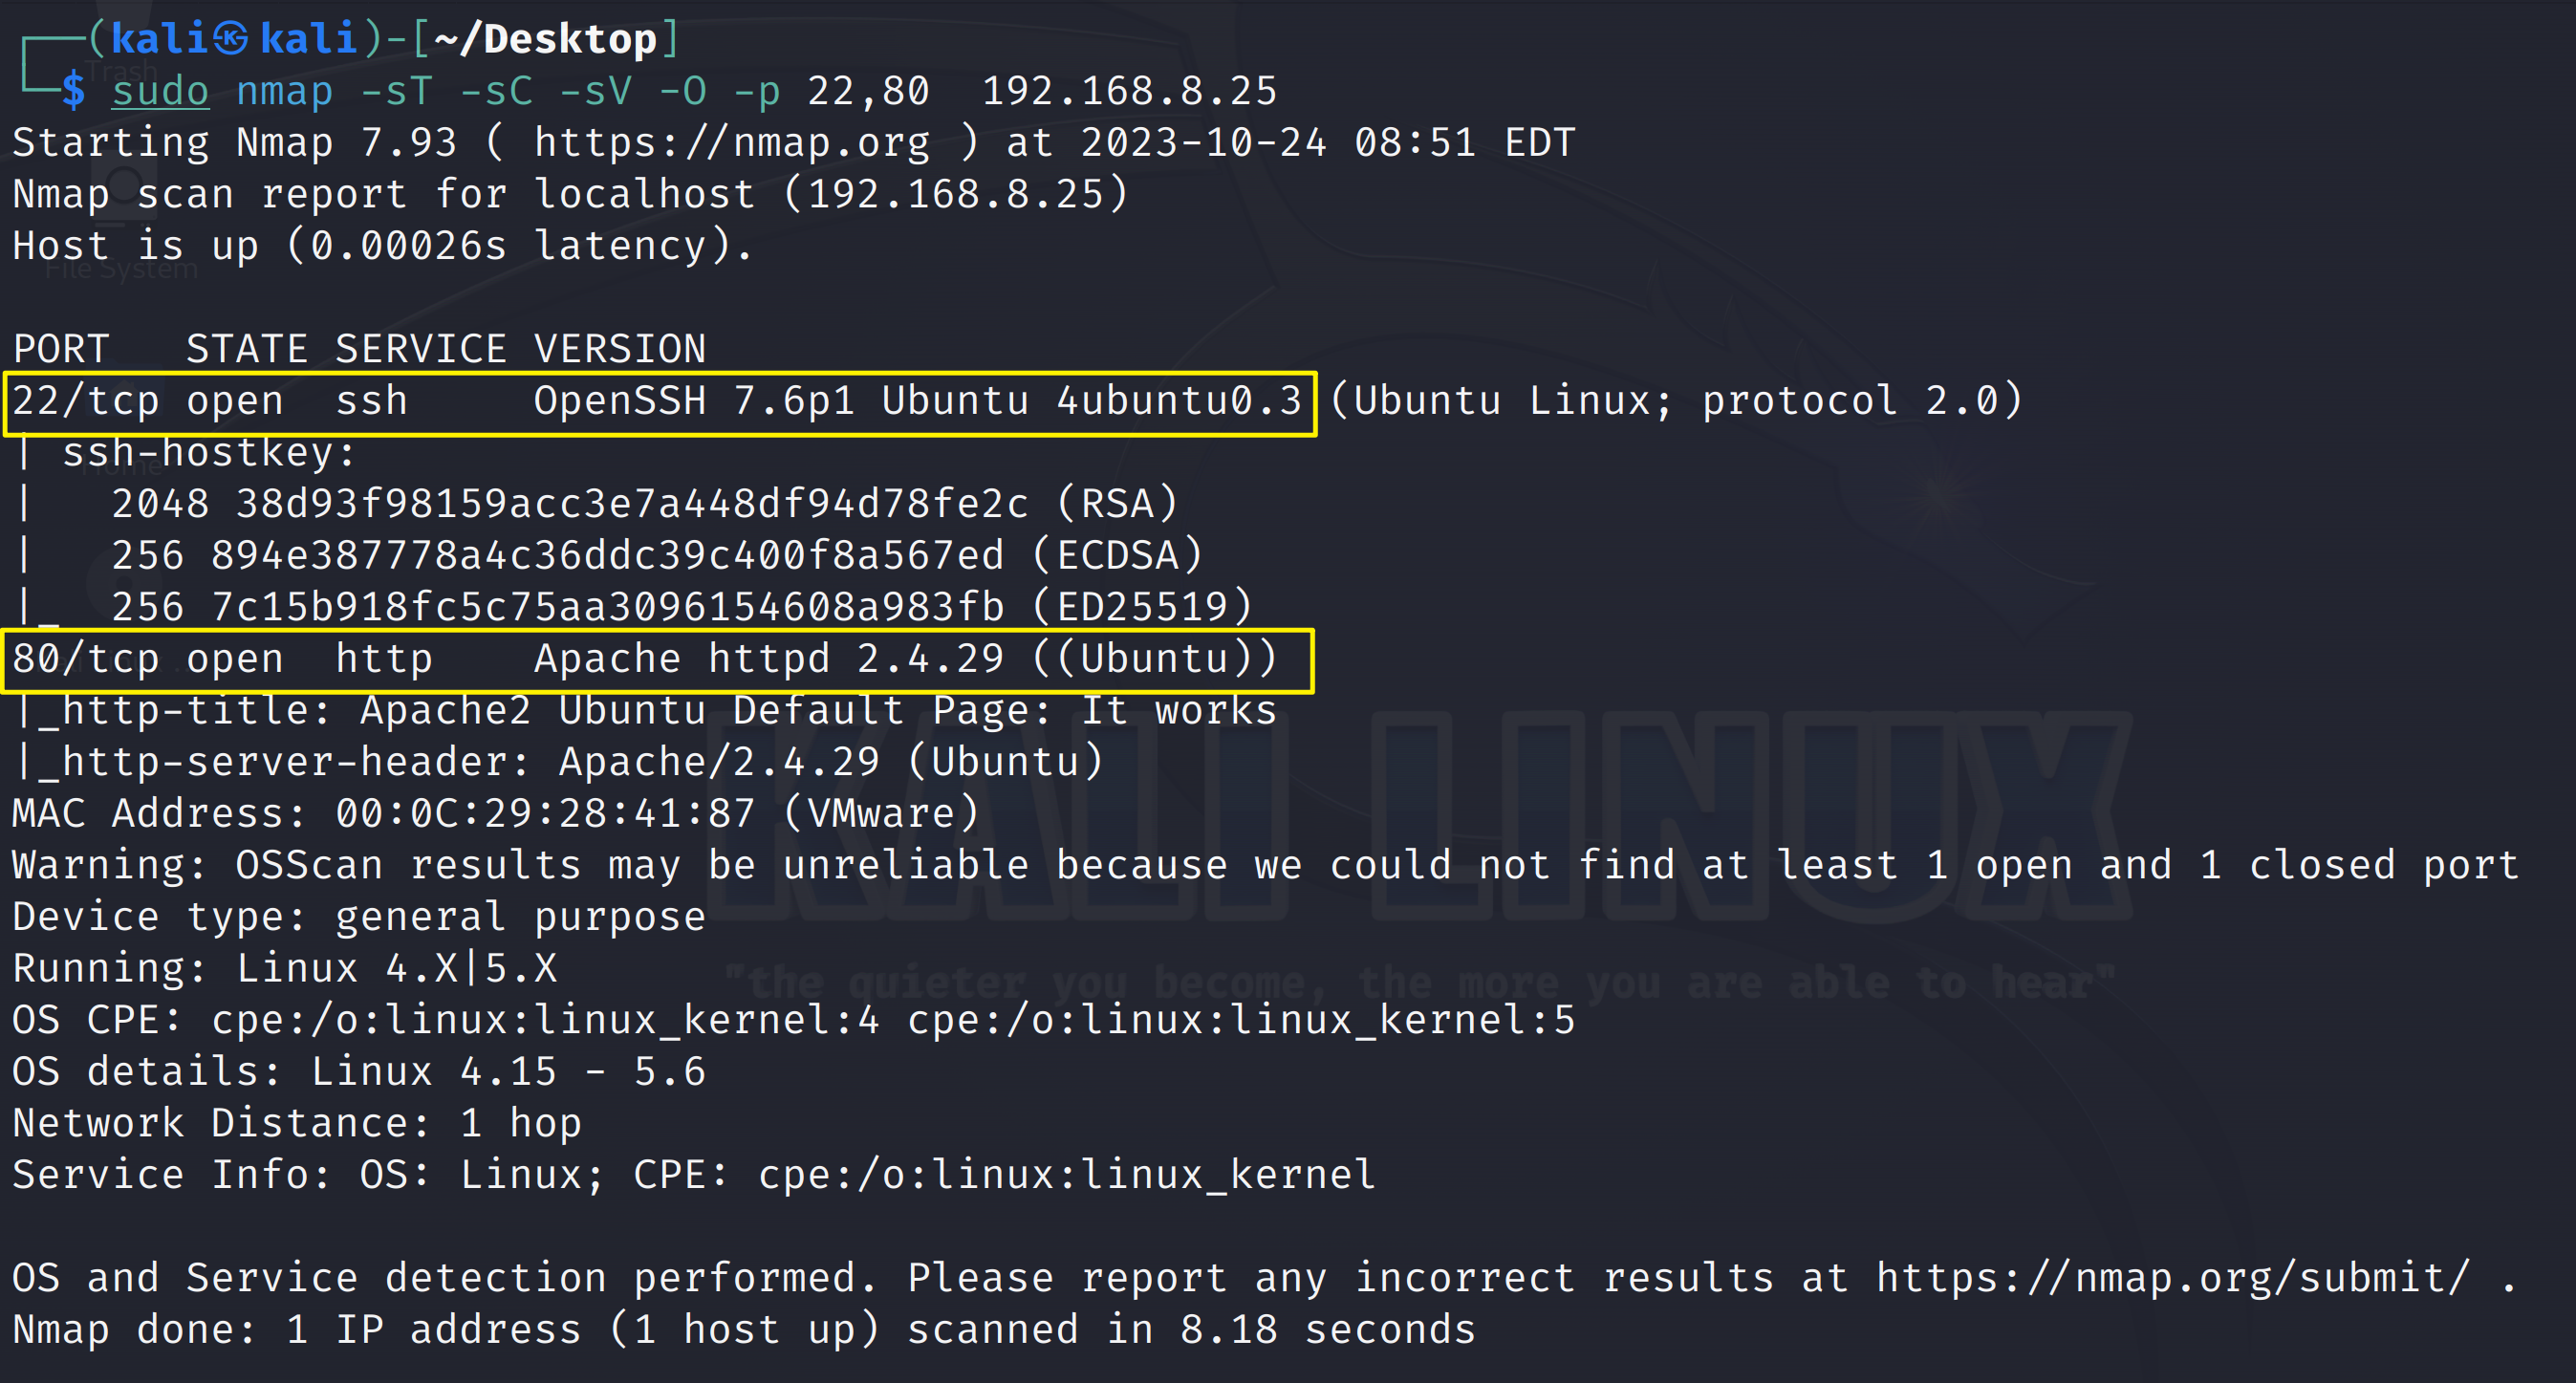 ┌──(kali㉿kali)-[~/Desktop]
└─$ sudo nmap -sT -sC -sV -O -p 22,80  192.168.8.25
Starting Nmap 7.93 ( https://nmap.org ) at 2023-10-24 08:51 EDT
Nmap scan report for localhost (192.168.8.25)
Host is up (0.00026s latency).
PORT   STATE SERVICE VERSION
22/tcp open  ssh     OpenSSH 7.6p1 Ubuntu 4ubuntu0.3 (Ubuntu Linux; protocol 2.0)
| ssh-hostkey:
|   2048 38d93f98159acc3e7a448df94d78fe2c (RSA)
|   256 894e387778a4c36ddc39c400f8a567ed (ECDSA)
|_  256 7c15b918fc5c75aa3096154608a983fb (ED25519)
80/tcp open  http    Apache httpd 2.4.29 ((Ubuntu))
|_http-title: Apache2 Ubuntu Default Page: It works
|_http-server-header: Apache/2.4.29 (Ubuntu)
MAC Address: 00:0C:29:28:41:87 (VMware)
Warning: OSScan results may be unreliable because we could not find at least 1 open and 1 closed port
Device type: general purpose
Running: Linux 4.X|5.X
OS CPE: cpe:/o:linux:linux_kernel:4 cpe:/o:linux:linux_kernel:5
OS details: Linux 4.15 - 5.6
Network Distance: 1 hop
Service Info: OS: Linux; CPE: cpe:/o:linux:linux_kernel
OS and Service detection performed. Please report any incorrect results at https://nmap.org/submit/ .
Nmap done: 1 IP address (1 host up) scanned in 8.18 seconds
Trash
File System
Home
KALI LINUX
"the quieter you become, the more you are able to hear"